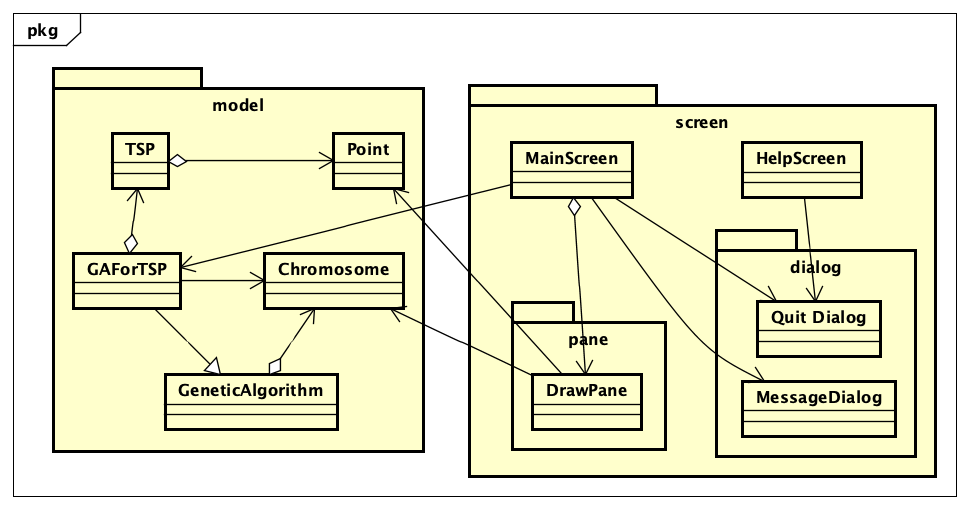 pkg
model
screen
TSP
Point
MainScreen
HelpScreen
GAForTSP
Chromosome
dialog
Quit Dialog
pane
GeneticAlgorithm
DrawPane
MessageDialog